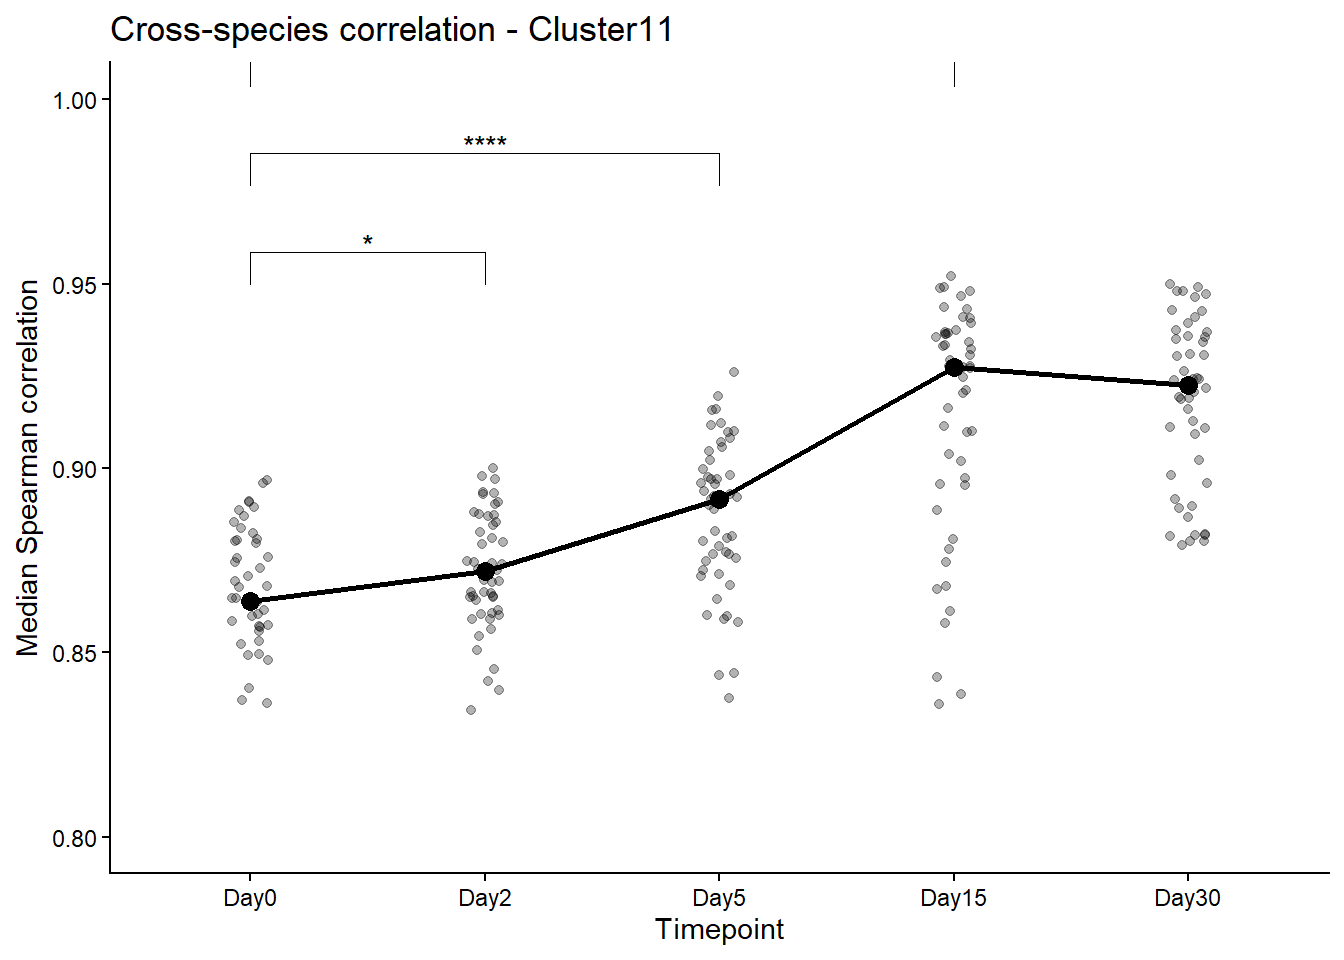 Cross-species correlation - Cluster11
Median Spearman correlation
1.00
0.95
0.90
0.85
0.80
****
*
Day0 Day2 Day5 Day15 Day30
Timepoint